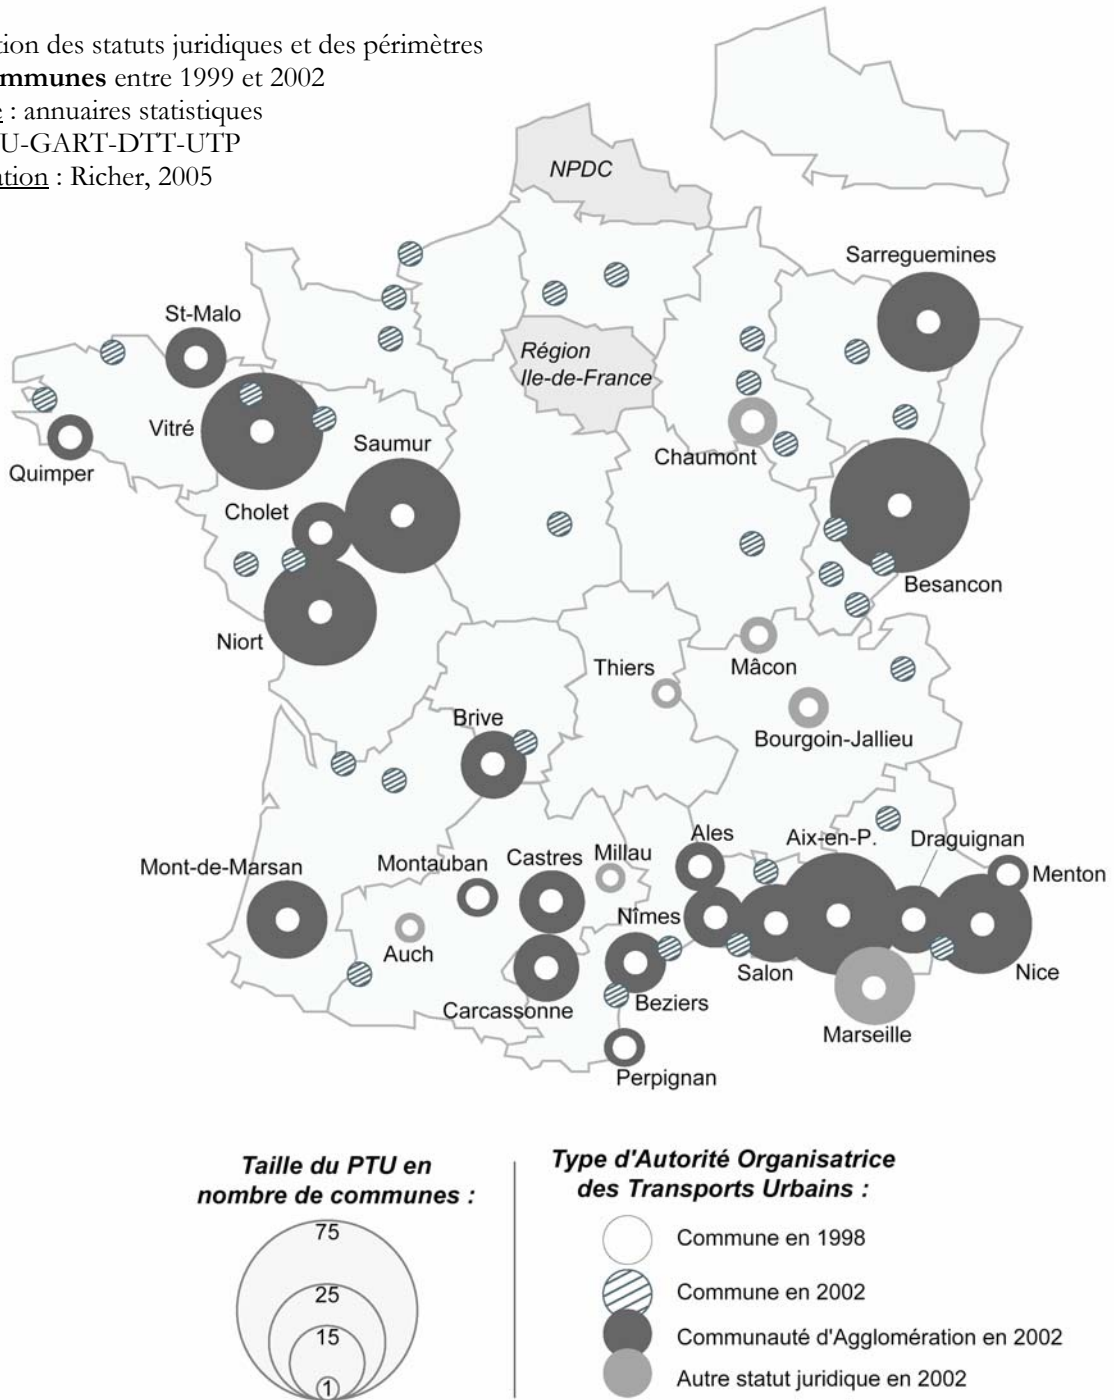 tion des statuts juridiques et des périmètres
mmunes entre 1999 et 2002
e : annuaires statistiques
U-GART-DTT-UTP
ation : Richer, 2005
NPDC
Sarreguemines
St-Malo
Région
Ile-de-France
Vitré
Saumur
Chaumont
Quimper
Cholet
Besancon
Niort
Thiers
Mâcon
Brive
Bourgoin-Jallieu
Ales
Aix-en-P.
Draguignan
Mont-de-Marsan
Montauban
Castres
Millau
Menton
Nîmes
Auch
Salon
Nice
Carcassonne
Beziers
Marseille
Perpignan
Taille du PTU en
nombre de communes :
75
25
15
1
Type d'Autorité Organisatrice
des Transports Urbains :
Commune en 1998
Commune en 2002
Communauté d'Agglomération en 2002
Autre statut juridique en 2002